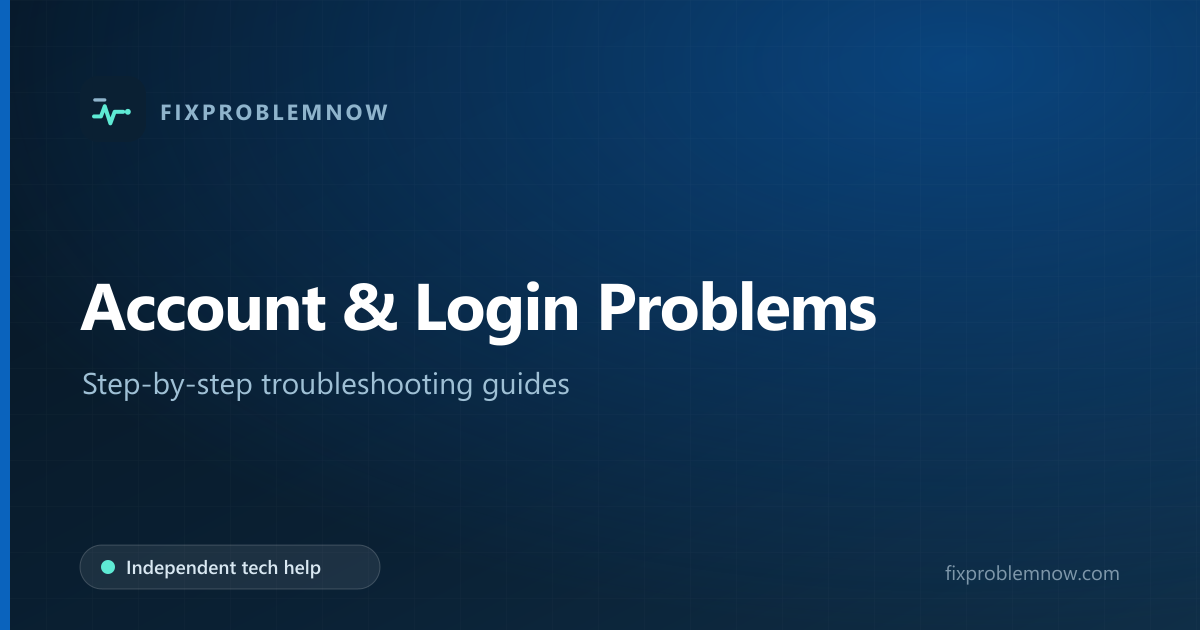 FIXPROBLEMNOW
Account & Login Problems
Step-by-step troubleshooting guides
Independent tech help
fixproblemnow.com